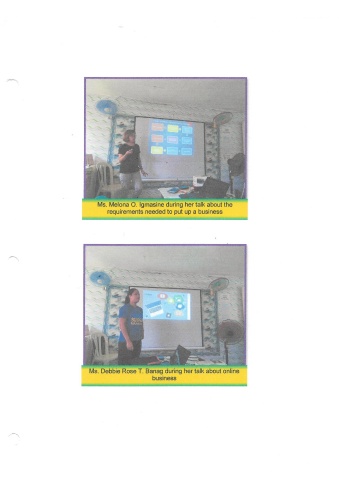 Ms. Melona O. Igmasine during her talk about the
requirements needed to put up a business
Ms. Debbie Rose T. Banag during her talk about online
business